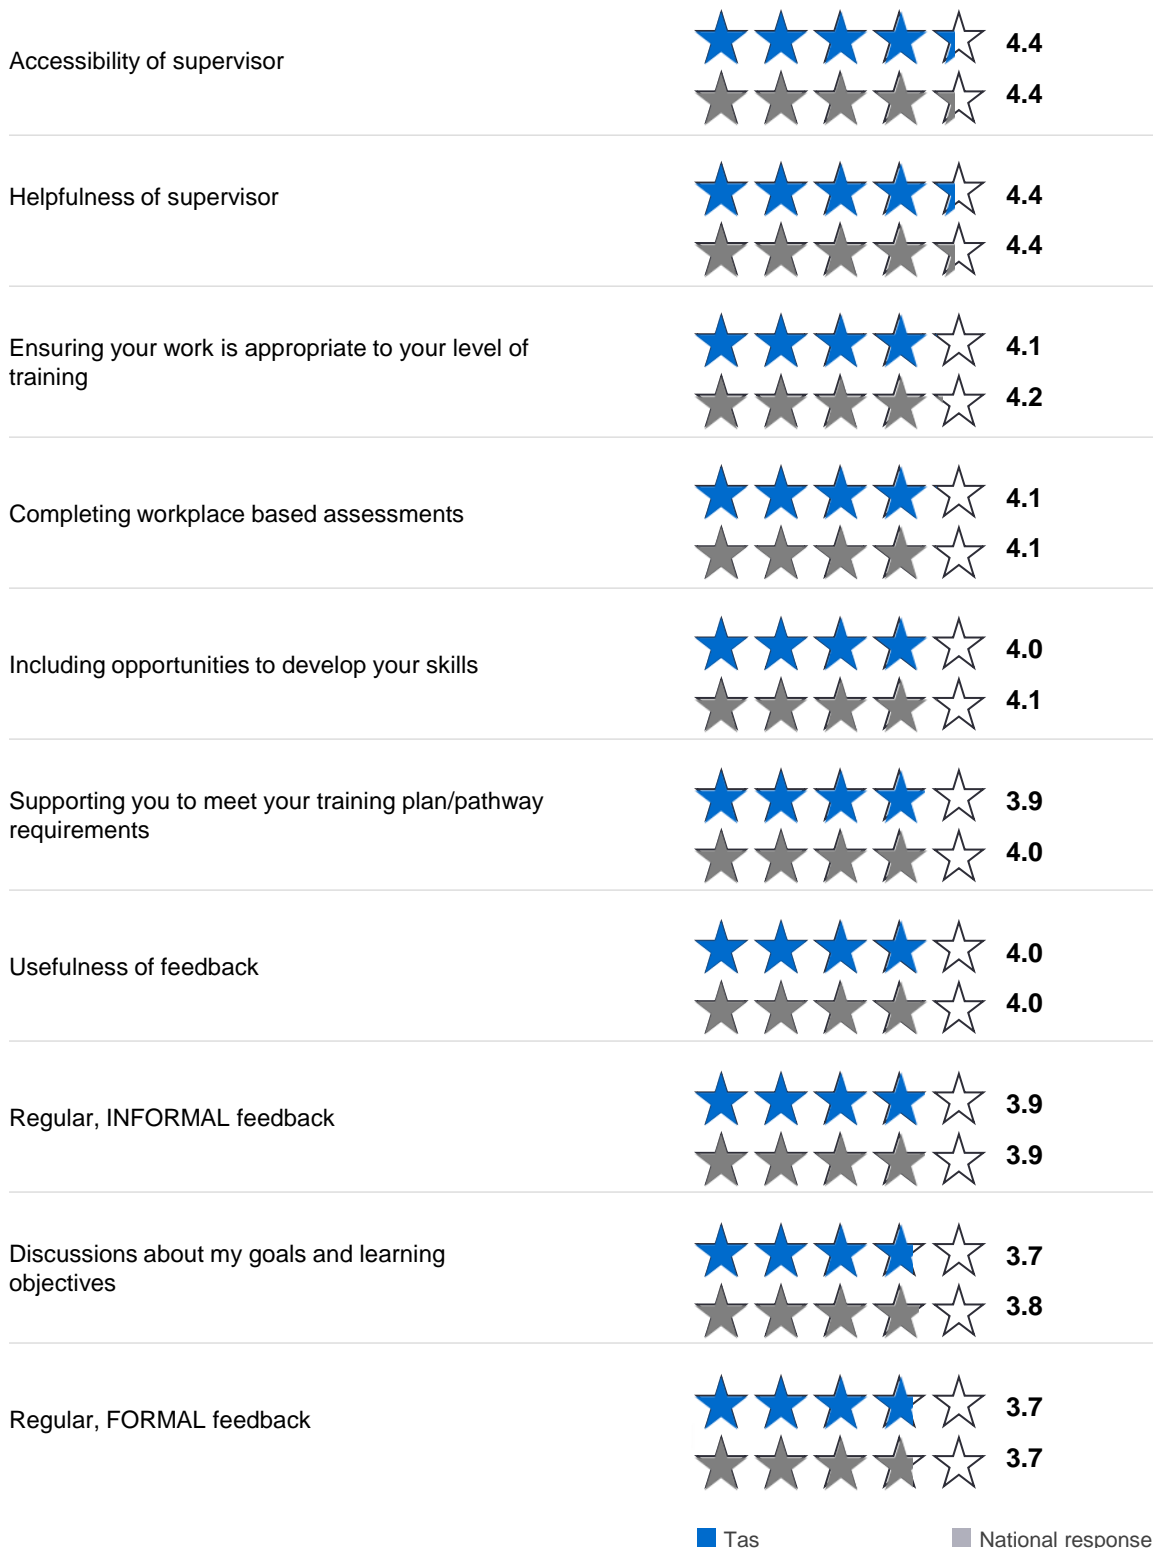 Accessibility of supervisor
4.4
4.4
Helpfulness of supervisor
4.4
4.4
Ensuring your work is appropriate to your level of
training
4.1
4.2
Completing workplace based assessments
4.1
4.1
Including opportunities to develop your skills
4.0
4.1
Supporting you to meet your training plan/pathway
requirements
3.9
4.0
Usefulness of feedback
4.0
4.0
Regular, INFORMAL feedback
3.9
3.9
Discussions about my goals and learning
objectives
3.7
3.8
Regular, FORMAL feedback
3.7
3.7
Tas
National response